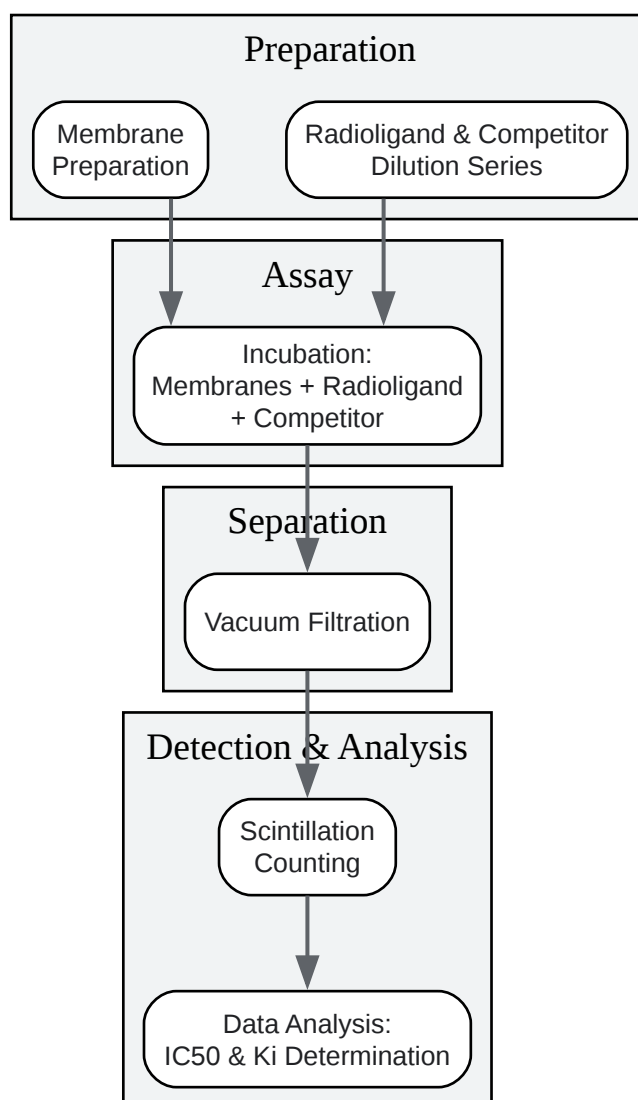 Preparation
Membrane
Preparation
Radioligand & Competitor
Dilution Series
Assay
Incubation:
Membranes + Radioligand
+ Competitor
Separation
Vacuum Filtration
Detection & Analysis
Scintillation
Counting
Data Analysis:
IC50 & Ki Determination